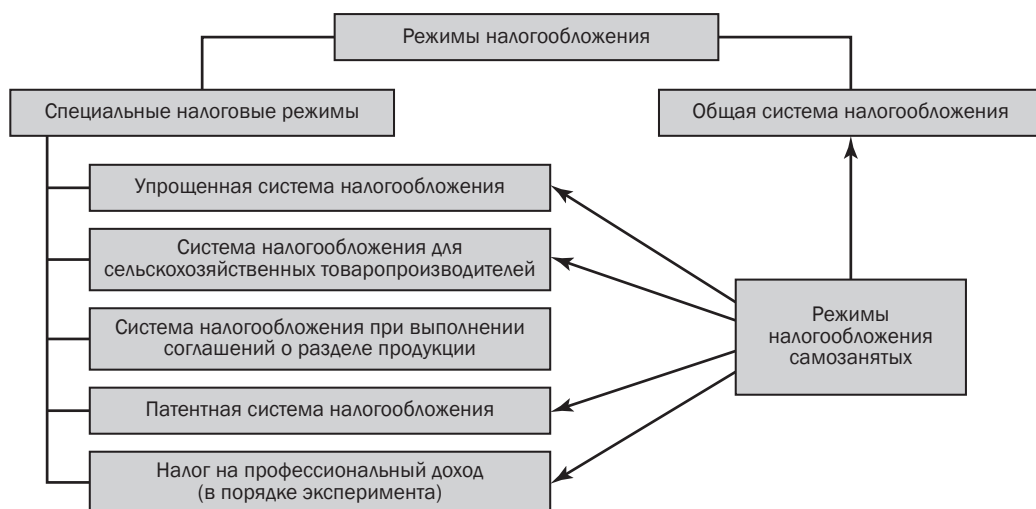 Режимы налогообложения
Специальные налоговые режимы
Общая система налогообложения
Упрощенная система налогообложения
Система налогообложения для
сельскохозяйственных товаропроизводителей
Система налогообложения при выполнении
соглашений о разделе продукции
Патентная система налогообложения
Налог на профессиональный доход
(в порядке эксперимента)
Режимы
налогообложения
самозанятых